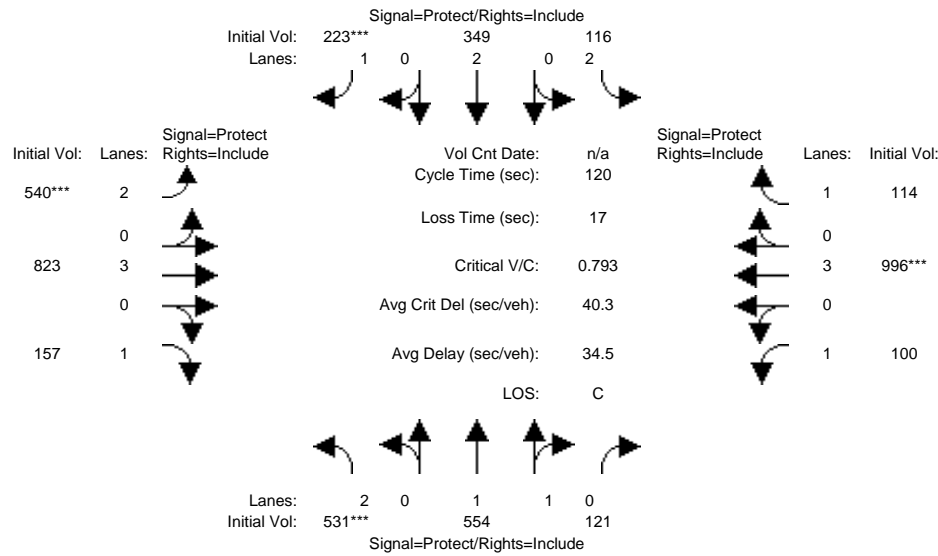 Signal=Protect/Rights=Include
Initial Vol: 223*** 349 116
Lanes: 1 0 2 0 2
Signal=Protect
Initial Vol: Lanes: Rights=Include
Vol Cnt Date: n/a
Cycle Time (sec): 120
Loss Time (sec): 17
Critical V/C: 0.793
Avg Crit Del (sec/veh): 40.3
Avg Delay (sec/veh): 34.5
LOS: C
Signal=Protect
Rights=Include Lanes: Initial Vol:
540*** 2
0
823 3
0
157 1
1 114
0
3 996***
0
1 100
Lanes: 2 0 1 1 0
Initial Vol: 531*** 554 121
Signal=Protect/Rights=Include